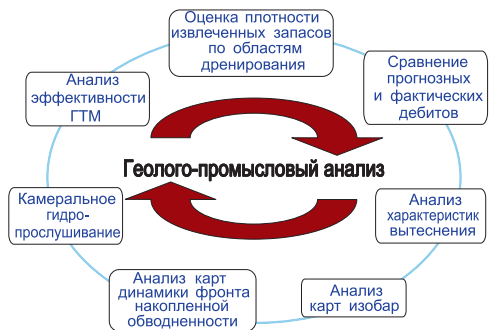 Оценка плотности
извлеченных запасов
по областям
дренирования
Сравнение
прогнозных
и фактических
дебитов
Анализ
эффективности
ГТМ
Геолого-промысловый анализ
Камеральное
гидро-
прослушивание
Анализ
характеристик
вытеснения
Анализ карт
динамики фронта
накопленной
обводненности
Анализ
карт изобар